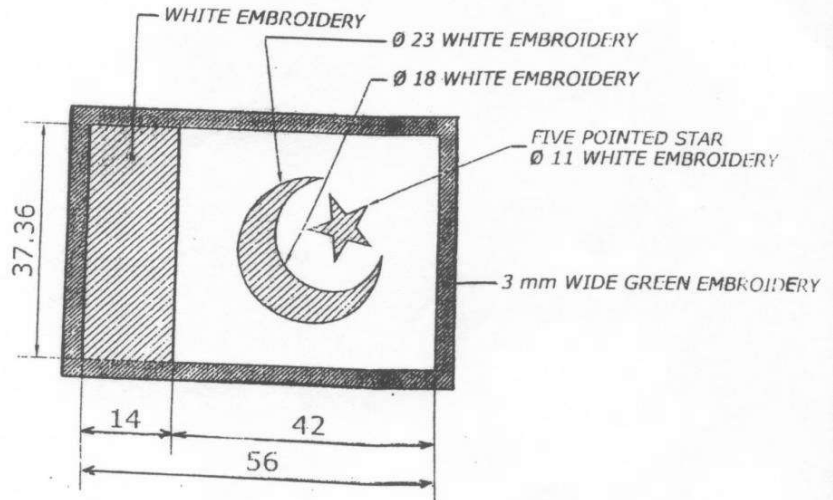 WHITE EMBROIDERY
Ø 23 WHITE EMBROIDERY
Ø 18 WHITE EMBROIDERY
FIVE POINTED STAR
Ø 11 WHITE EMBROIDERY
37.36
3 mm WIDE GREEN EMBROIDERY
14
42
56